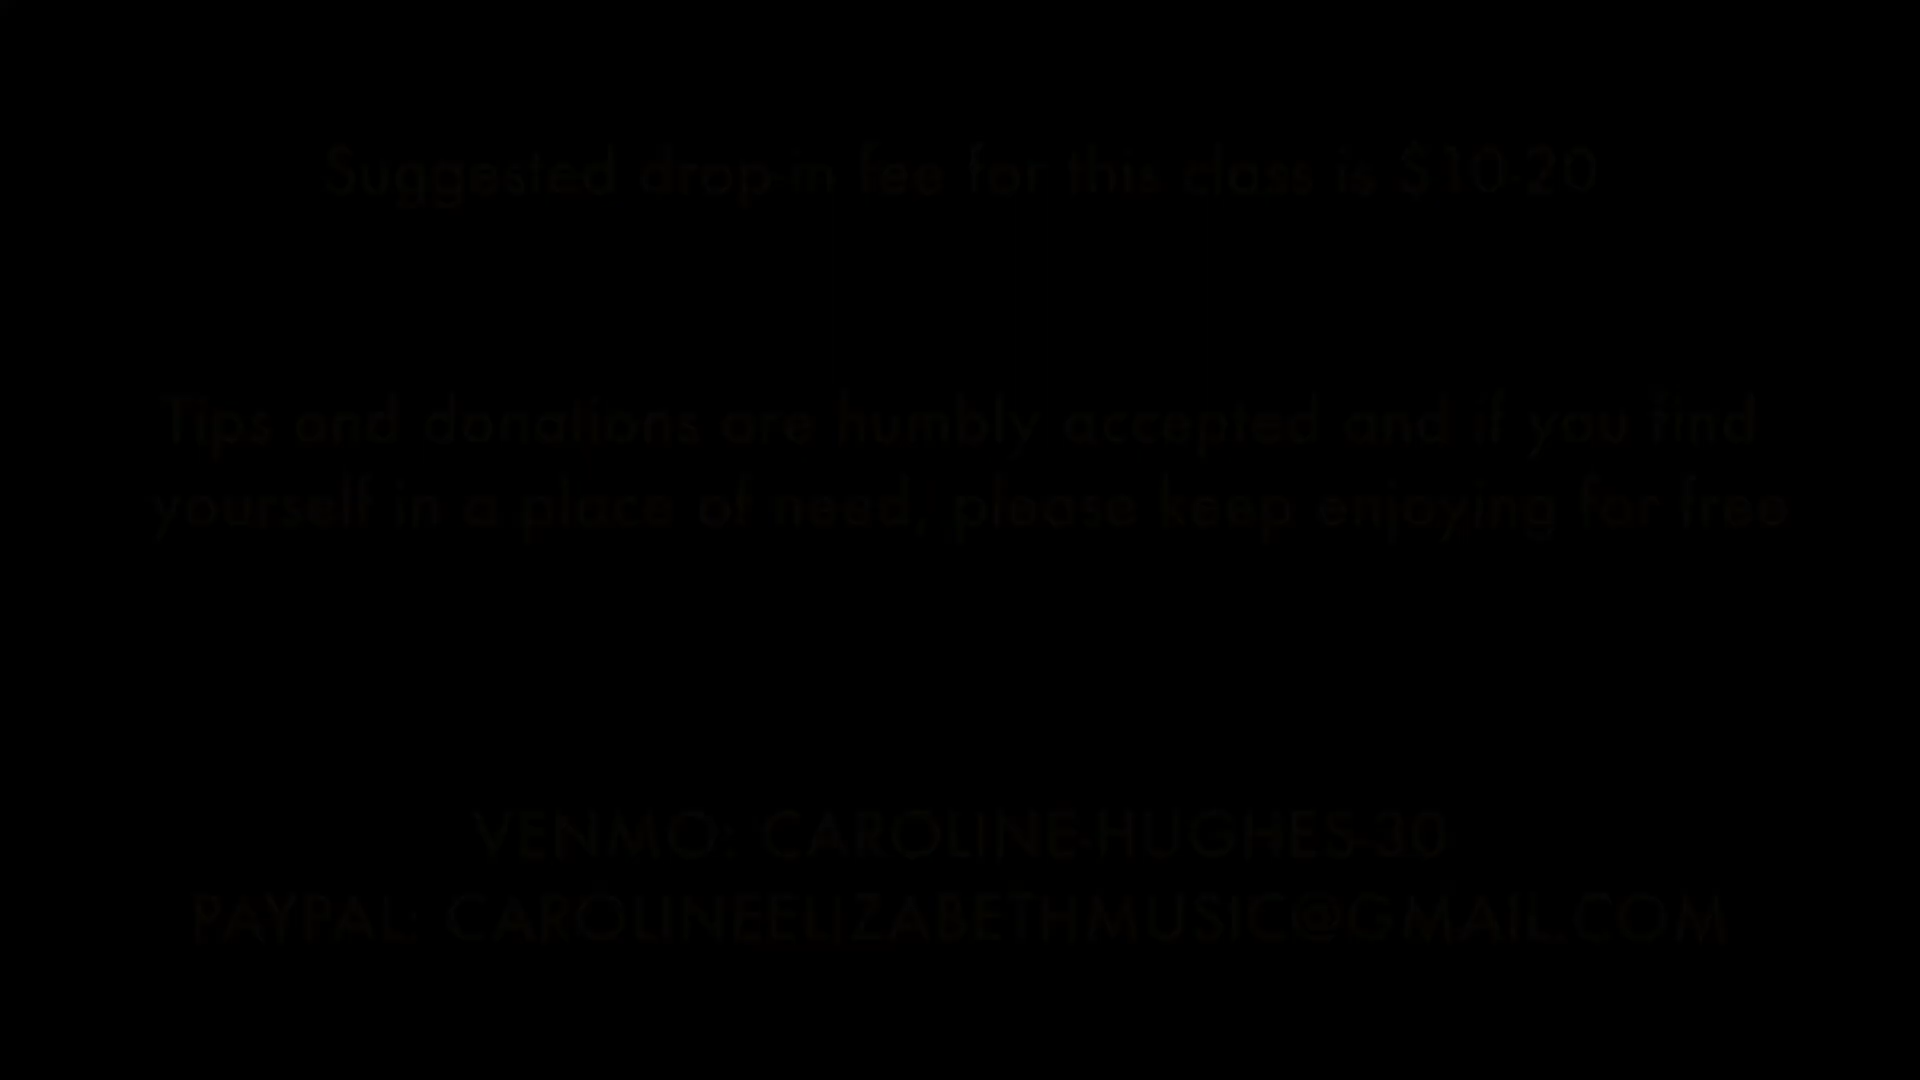 Suggested drop-in fee for this class is $10-20
Tips and donations are humbly accepted and if you find
yourself in a place of need, please keep enjoying for free
VENMO: CAROLINE-HUGHES-30
PAYPAL: CAROLINEELIZABETHMUSIC@GMAIL.COM